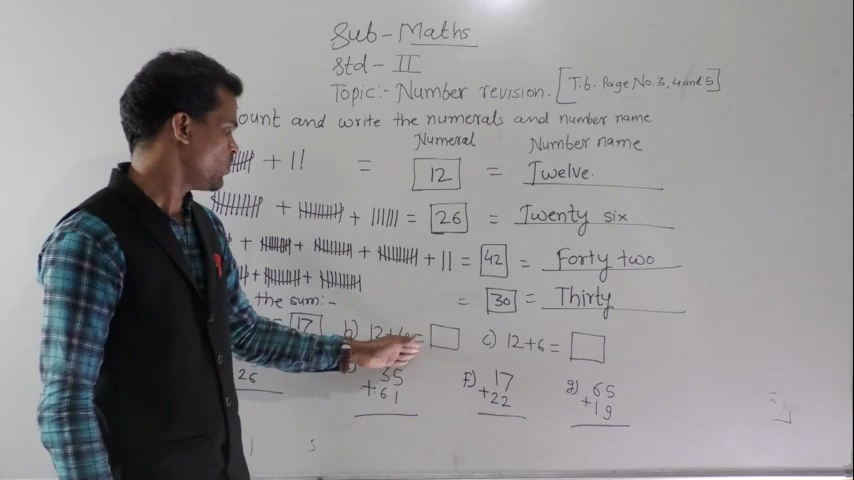 Sub - Maths
Std - II
Topic:- Number revision. [T.b. Page No. 3, 4 and 5]
ount and write the numerals and number name
Numeral Number name
+ || = 12 = Twelve.
+ + |||||| = 26 = Twenty six
+ + + + || = 42 = Forty two
+ + = 30 = Thirty
the sum:-
= 17 b) 12+ = c) 12+6 =
26 35 +61 f) 17 +22 g) 65 +19